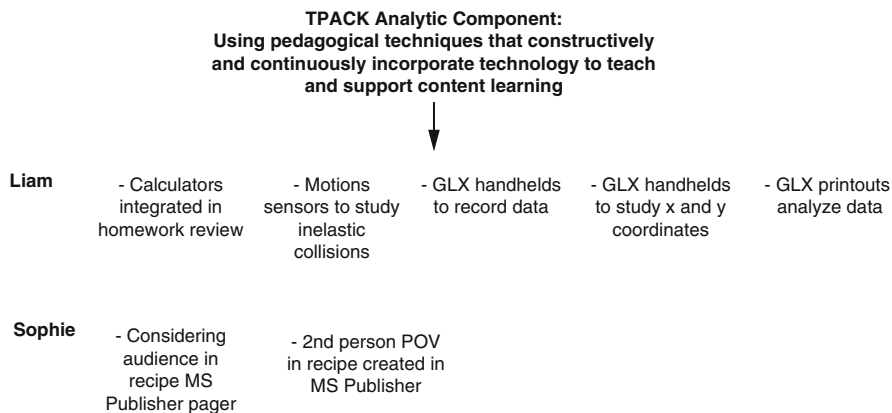 TPACK Analytic Component:
Using pedagogical techniques that constructively
and continuously incorporate technology to teach
and support content learning
Liam
- Calculators
integrated in
homework review
- Motions
sensors to study
inelastic
collisions
- GLX handhelds
to record data
- GLX handhelds
to study x and y
coordinates
- GLX printouts
analyze data
Sophie
- Considering
audience in
recipe MS
Publisher pager
- 2nd person POV
in recipe created in
MS Publisher